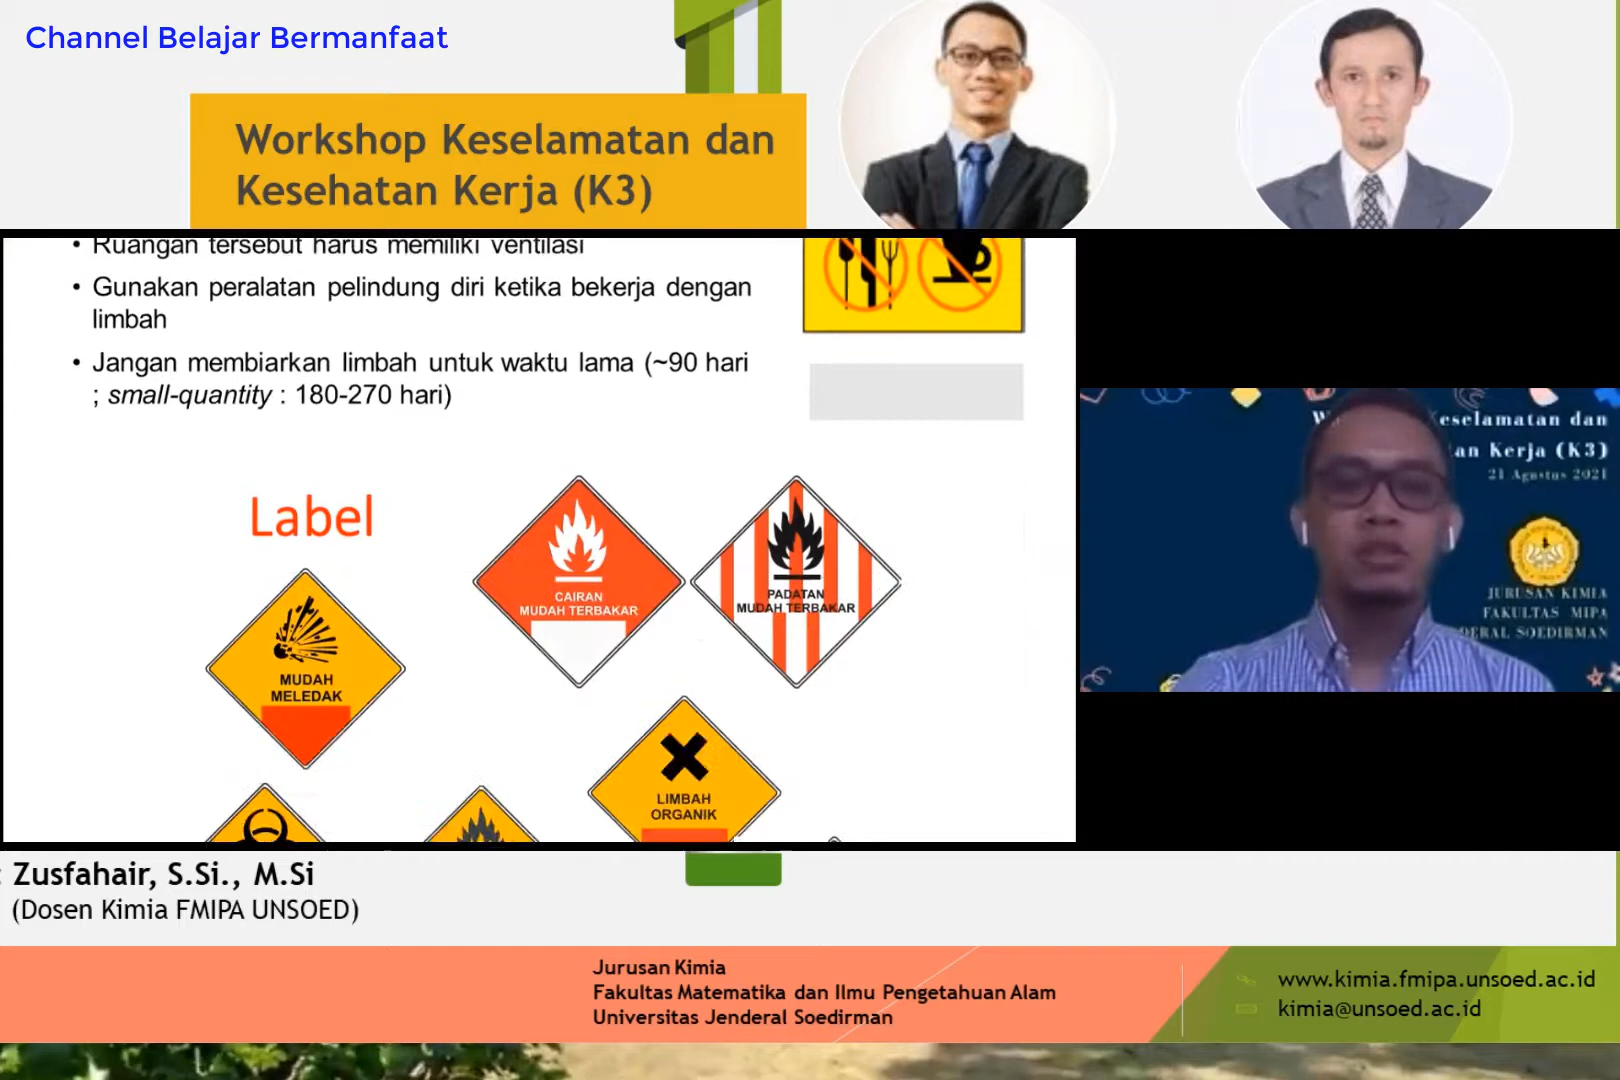 Channel Belajar Bermanfaat
Workshop Keselamatan dan
Kesehatan Kerja (K3)
• Ruangan tersebut harus memiliki ventilasi
• Gunakan peralatan pelindung diri ketika bekerja dengan
limbah
• Jangan membiarkan limbah untuk waktu lama (~90 hari
; small-quantity : 180-270 hari)
Label
CAIRAN
MUDAH TERBAKAR
PADATAN
MUDAH TERBAKAR
MUDAH
MELEDAK
LIMBAH
ORGANIK
eselamatan dan
an Kerja (K3)
21 Agustus 2021
JURUSAN KIMIA
FAKULTAS MIPA
DERAL SOEDIRMAN
: Zusfahair, S.Si., M.Si
(Dosen Kimia FMIPA UNSOED)
Jurusan Kimia
Fakultas Matematika dan Ilmu Pengetahuan Alam
Universitas Jenderal Soedirman
www.kimia.fmipa.unsoed.ac.id
kimia@unsoed.ac.id